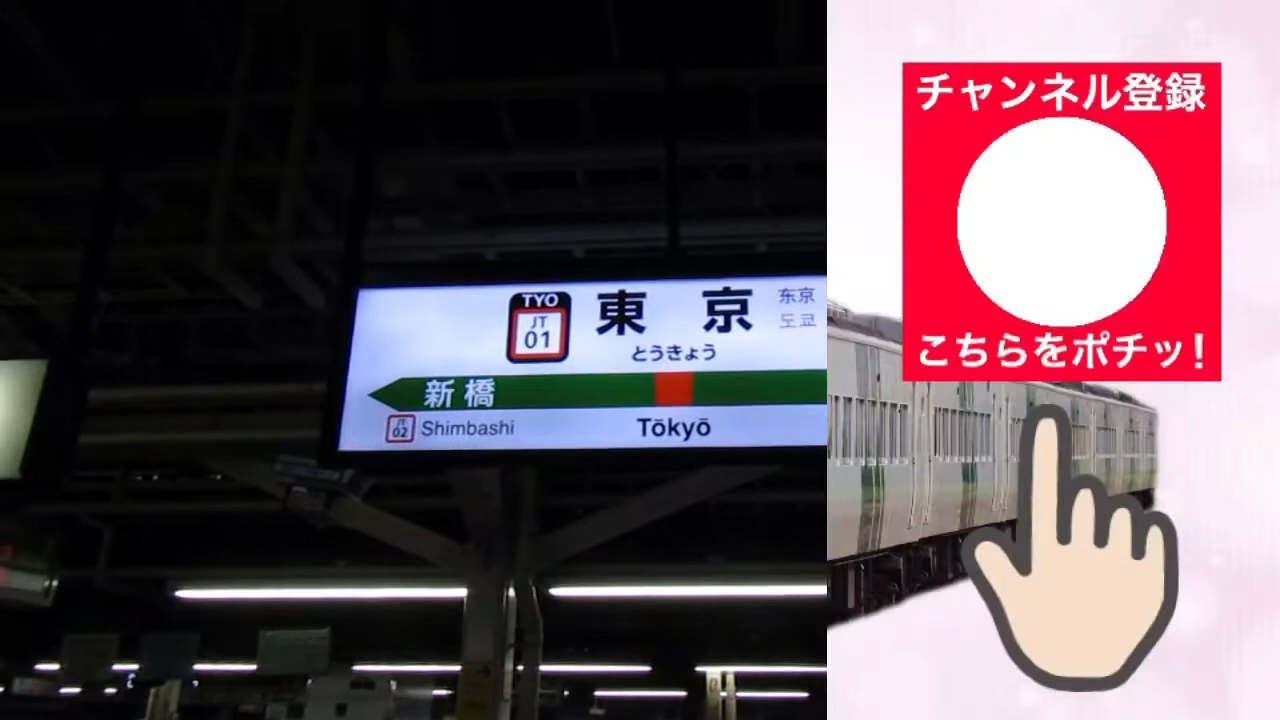 TYO
JT
01
東京
とうきょう
东京
도쿄
新橋
JT
02
Shimbashi
Tōkyō
チャンネル登録
こちらをポチッ!